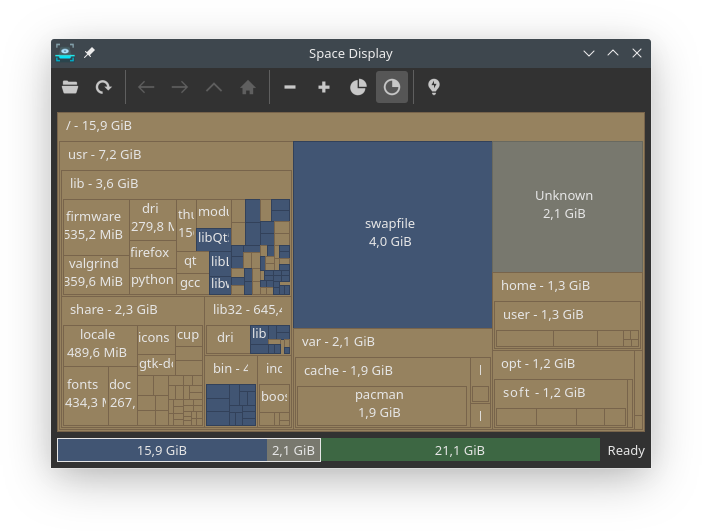 Space Display
/ - 15,9 GiB
usr - 7,2 GiB
lib - 3,6 GiB
firmware
535,2 MiB
dri
279,8
modu
libQt
firefox
valgrind
359,6 MiB
python
qt
gcc
swapfile
4,0 GiB
Unknown
2,1 GiB
share - 2,3 GiB
lib32 - 645,4
locale
489,6 MiB
icons
cup
gtk-d
dri
lib
fonts
434,3
doc
267,
bin - 4
inc
boos
var - 2,1 GiB
cache - 1,9 GiB
pacman
1,9 GiB
l
l
home - 1,3 GiB
user - 1,3 GiB
opt - 1,2 GiB
soft - 1,2 GiB
15,9 GiB
2,1 GiB
21,1 GiB
Ready